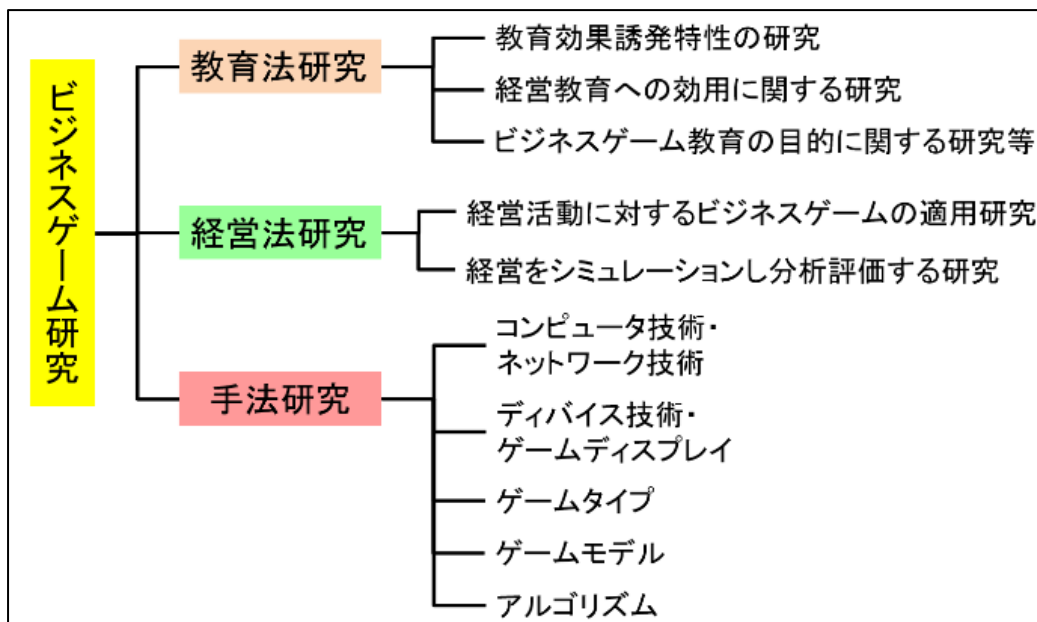 ビジネスゲーム研究
教育法研究
教育効果誘発特性の研究
経営教育への効用に関する研究
ビジネスゲーム教育の目的に関する研究等
経営法研究
経営活動に対するビジネスゲームの適用研究
経営をシミュレーションし分析評価する研究
手法研究
コンピュータ技術・
ネットワーク技術
ディバイス技術・
ゲームディスプレイ
ゲームタイプ
ゲームモデル
アルゴリズム